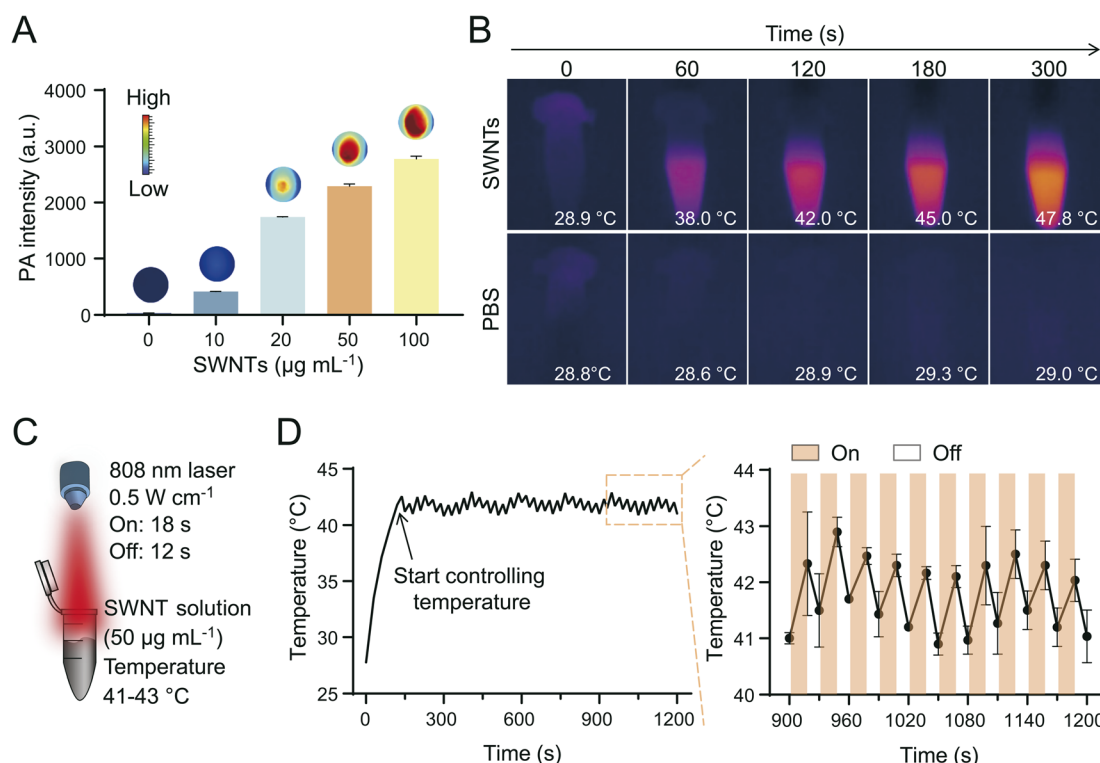 A
PA intensity (a.u.)
4000
3000
2000
1000
0
High
Low
0 10 20 50 100
SWNTs (µg mL⁻¹)
B
Time (s)
0 60 120 180 300
SWNTs
28.9 °C 38.0 °C 42.0 °C 45.0 °C 47.8 °C
PBS
28.8°C 28.6 °C 28.9 °C 29.3 °C 29.0 °C
C
808 nm laser
0.5 W cm⁻¹
On: 18 s
Off: 12 s
SWNT solution
(50 µg mL⁻¹)
Temperature
41-43 °C
D
Temperature (°C)
45
40
35
30
25
Start controlling
temperature
0 300 600 900 1200
Time (s)
On Off
Temperature (°C)
44
43
42
41
40
900 960 1020 1080 1140 1200
Time (s)